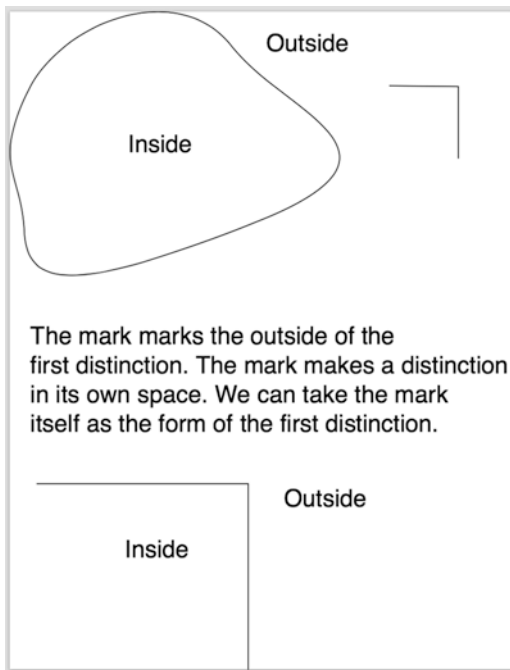 Outside
Inside
The mark marks the outside of the
first distinction. The mark makes a distinction
in its own space. We can take the mark
itself as the form of the first distinction.
Outside
Inside